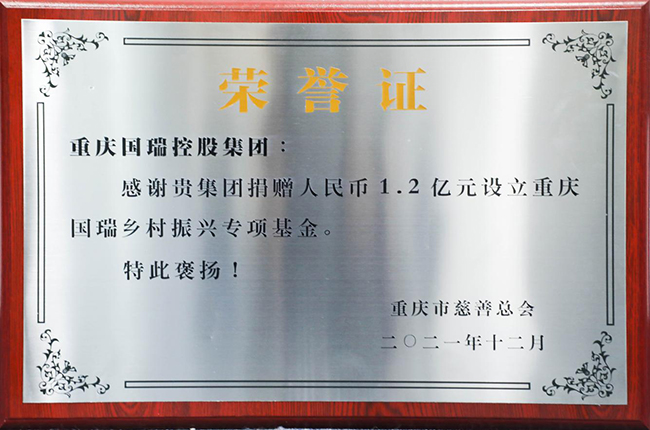 荣誉证
重庆国瑞控股集团：
感谢贵集团捐赠人民币1.2亿元设立重庆
国瑞乡村振兴专项基金。
特此褒扬！
重庆市慈善总会
二〇二一年十二月